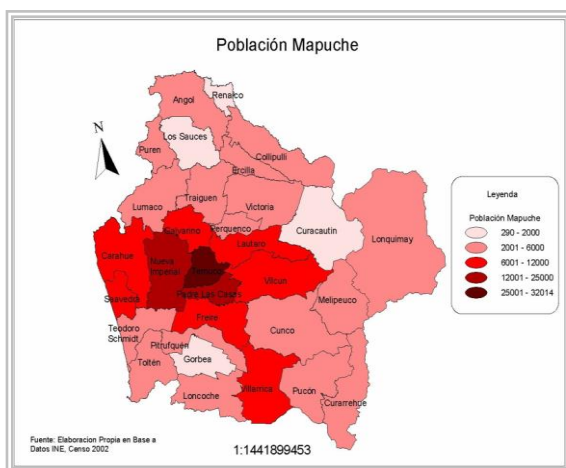 Población Mapuche
Renaico
Angol
N
Los Sauces
Puren
Collipulli
Ercilla
Traiguen
Lumaco
Victoria
Perquenco
Galvarino
Curacautin
Lonquimay
Lautaro
Carahue
Nueva
Imperial
Temuco
Vilcun
Padre Las Casas
Saavedra
Melipeuco
Freire
Teodoro
Schmidt
Cunco
Pitrufquén
Toltén
Gorbea
Villarrica
Pucón
Loncoche
Curarrehue
Leyenda
Población Mapuche
290 - 2000
2001 - 6000
6001 - 12000
12001 - 25000
25001 - 32014
Fuente: Elaboracion Propia en Base a
Datos INE, Censo 2002
1:1441899453